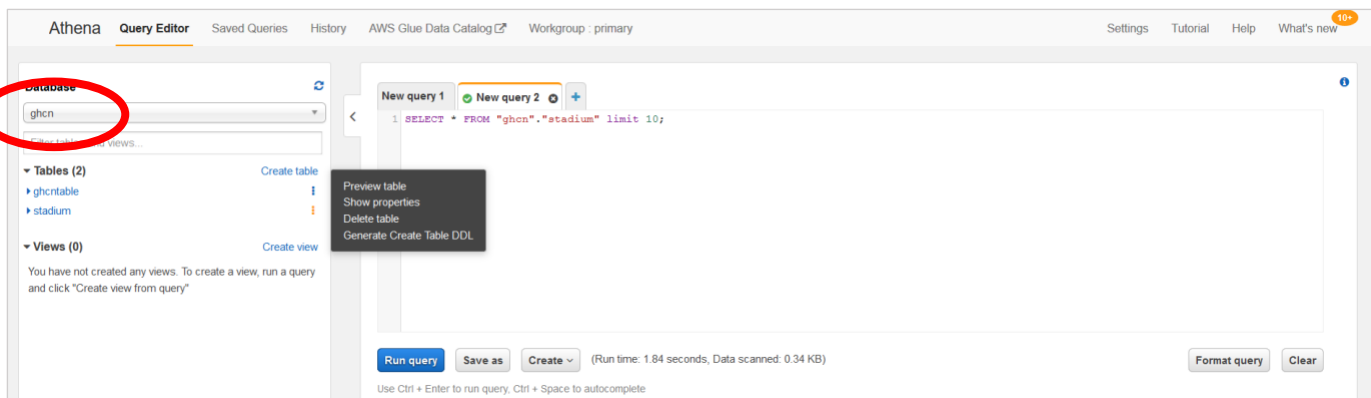 Athena Query Editor Saved Queries History AWS Glue Data Catalog Workgroup : primary Settings Tutorial Help What's new 10+
Database
ghcn
Filter tables and views...
Tables (2) Create table
ghcntable
stadium
Views (0) Create view
You have not created any views. To create a view, run a query
and click "Create view from query"
Preview table
Show properties
Delete table
Generate Create Table DDL
New query 1 New query 2 +
1 SELECT * FROM "ghcn"."stadium" limit 10;
Run query Save as Create (Run time: 1.84 seconds, Data scanned: 0.34 KB) Format query Clear
Use Ctrl + Enter to run query, Ctrl + Space to autocomplete